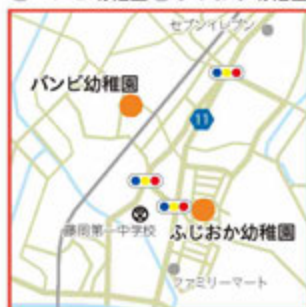 セブンイレブン
バンビ幼稚園
11
藤岡第一中学校
ふじおか幼稚園
ファミリーマート